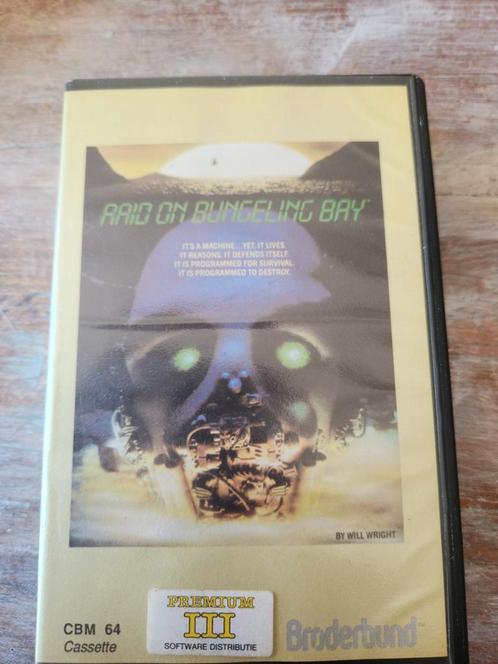 RAID ON BUNGELING BAY
IT'S A MACHINE...YET, IT LIVES.
IT REASONS. IT DEFENDS ITSELF.
IT IS PROGRAMMED FOR SURVIVAL.
IT IS PROGRAMMED TO DESTROY.
BY WILL WRIGHT
CBM 64
Cassette
PREMIUM
III
SOFTWARE DISTRIBUTIE
Brøderbund